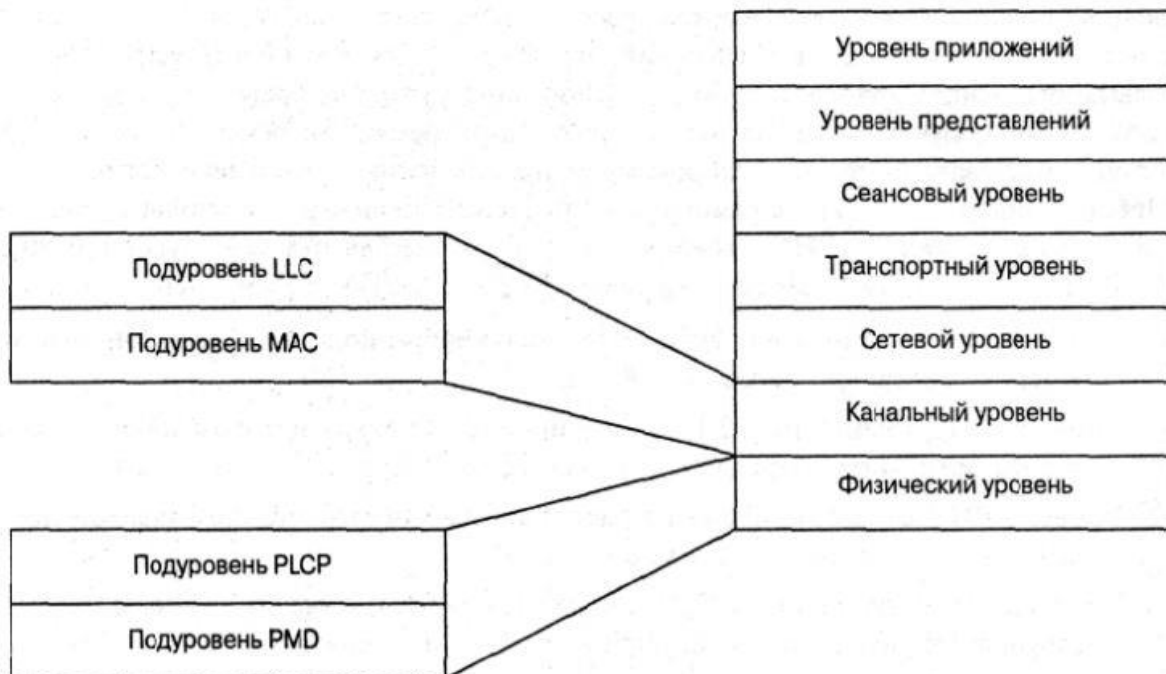 Уровень приложений
Уровень представлений
Сеансовый уровень
Транспортный уровень
Сетевой уровень
Канальный уровень
Физический уровень
Подуровень LLC
Подуровень MAC
Подуровень PLCP
Подуровень PMD